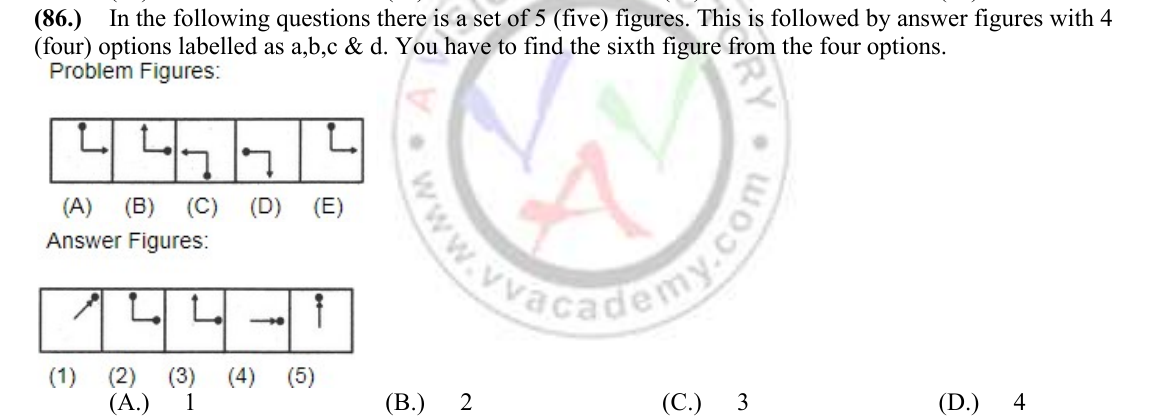 (86.) In the following questions there is a set of 5 (five) figures. This is followed by answer figures with 4
(four) options labelled as a,b,c & d. You have to find the sixth figure from the four options.
Problem Figures:
(A) (B) (C) (D) (E)
Answer Figures:
(1) (2) (3) (4) (5)
(A.) 1 (B.) 2 (C.) 3 (D.) 4
www.vvacademy.com